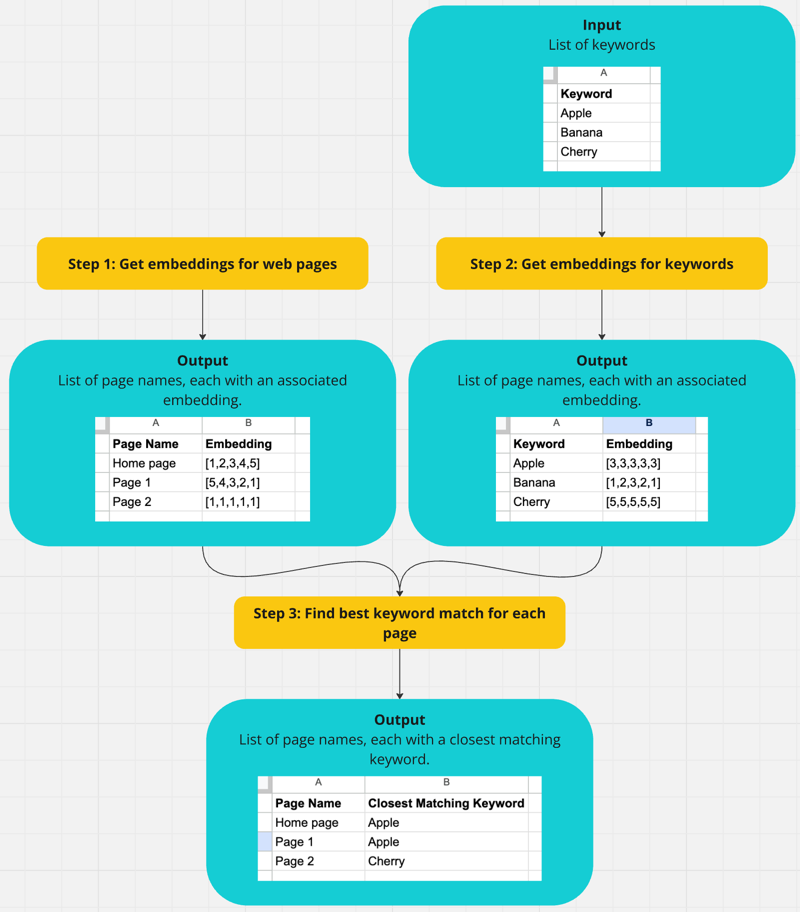 Input
List of keywords
A
Keyword
Apple
Banana
Cherry
Step 1: Get embeddings for web pages
Step 2: Get embeddings for keywords
Output
List of page names, each with an associated
embedding.
A B
Page Name Embedding
Home page [1,2,3,4,5]
Page 1 [5,4,3,2,1]
Page 2 [1,1,1,1,1]
Output
List of page names, each with an associated
embedding.
A B
Keyword Embedding
Apple [3,3,3,3,3]
Banana [1,2,3,2,1]
Cherry [5,5,5,5,5]
Step 3: Find best keyword match for each
page
Output
List of page names, each with a closest matching
keyword.
A B
Page Name Closest Matching Keyword
Home page Apple
Page 1 Apple
Page 2 Cherry